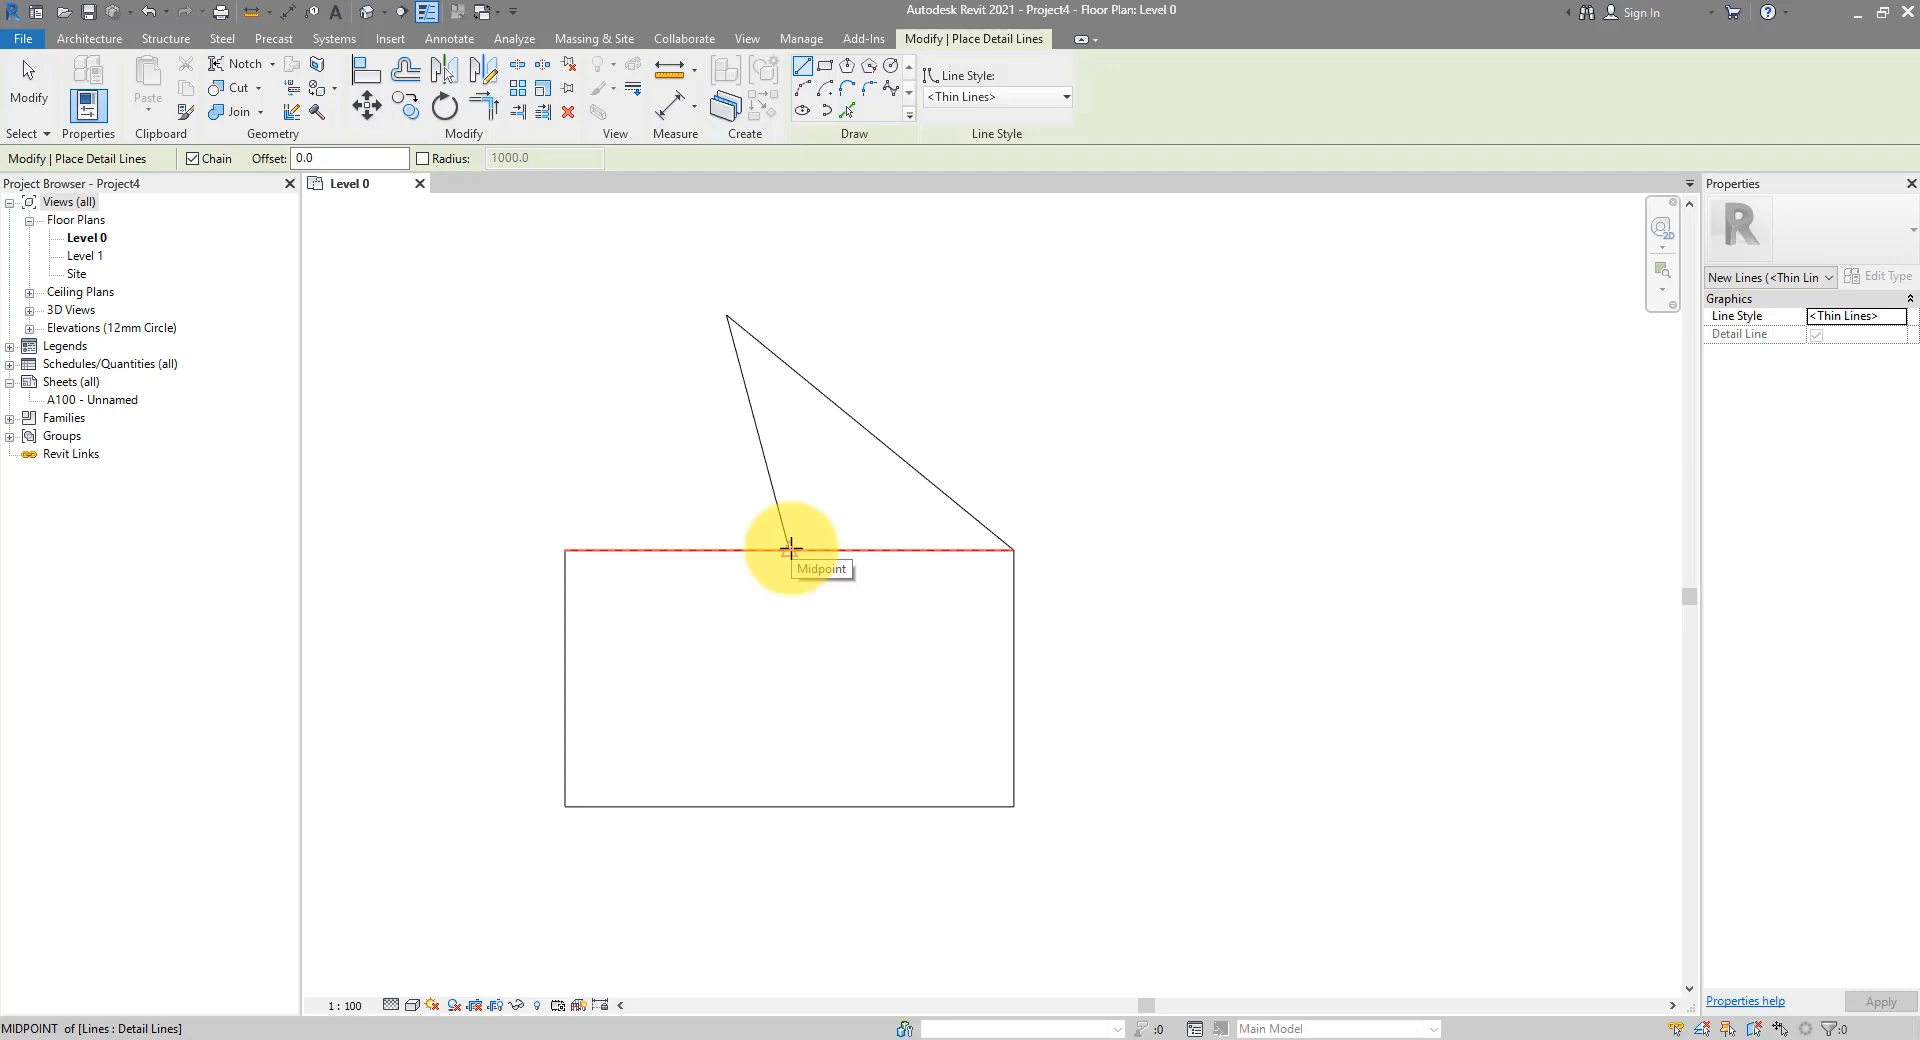 Autodesk Revit 2021 - Project4 - Floor Plan: Level 0
Sign In
File Architecture Structure Steel Precast Systems Insert Annotate Analyze Massing & Site Collaborate View Manage Add-Ins Modify | Place Detail Lines
Modify
Paste
Notch
Cut
Join
Line Style:
<Thin Lines>
Select Properties Clipboard Geometry Modify View Measure Create Draw Line Style
Modify | Place Detail Lines Chain Offset: 0.0 Radius: 1000.0
Project Browser - Project4
Views (all)
Floor Plans
Level 0
Level 1
Site
Ceiling Plans
3D Views
Elevations (12mm Circle)
Legends
Schedules/Quantities (all)
Sheets (all)
A100 - Unnamed
Families
Groups
Revit Links
Level 0
2D
Midpoint
Properties
R
New Lines (<Thin Lin
Edit Type
Graphics
Line Style <Thin Lines>
Detail Line
Properties help
Apply
1 : 100
MIDPOINT of [Lines : Detail Lines]
:0
Main Model
:0